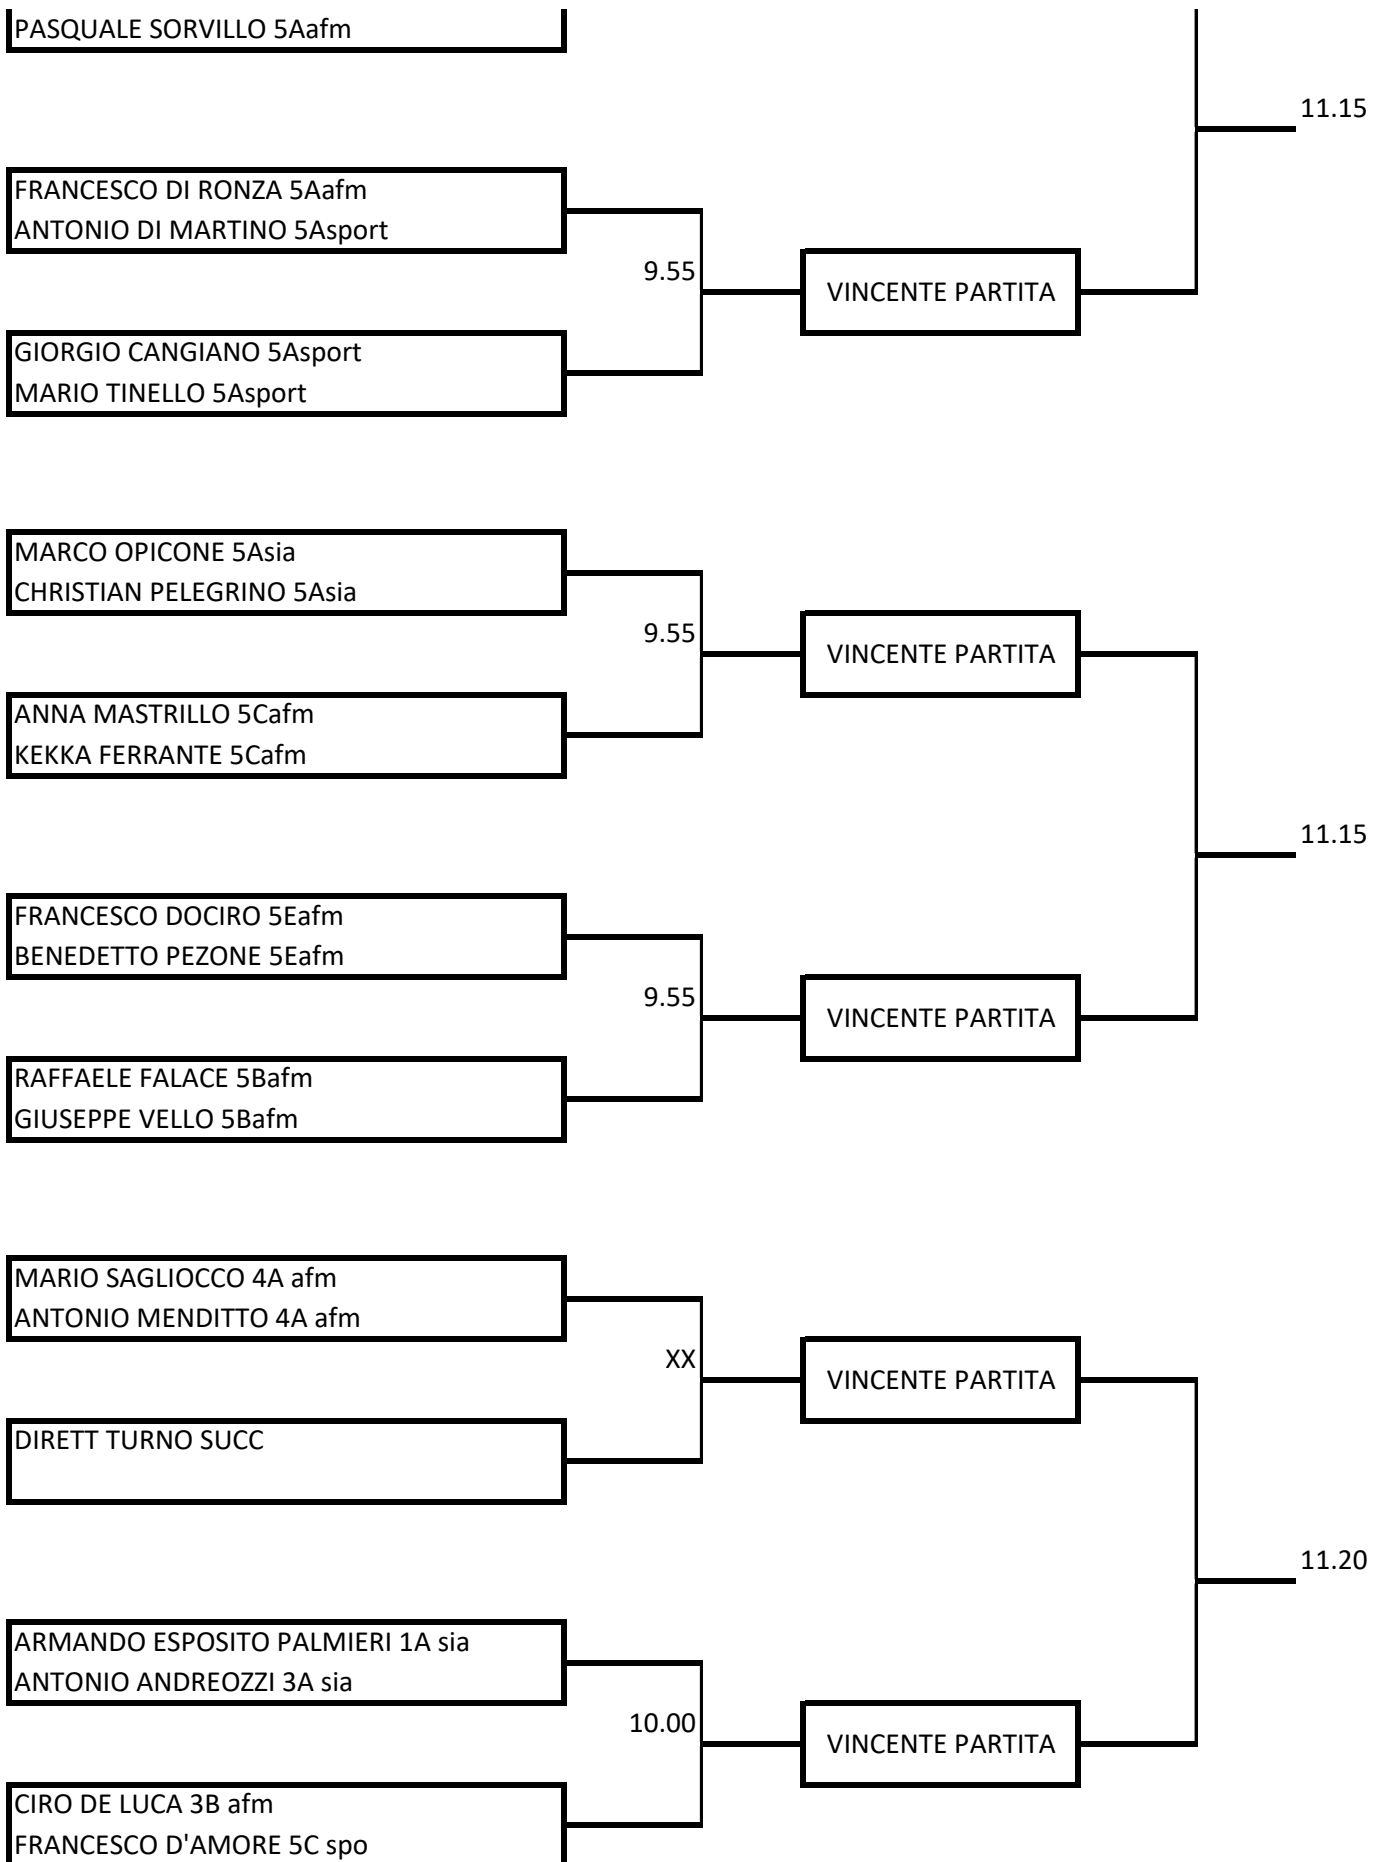 PASQUALE SORVILLO 5Aafm
11.15
FRANCESCO DI RONZA 5Aafm
ANTONIO DI MARTINO 5Asport
9.55
VINCENTE PARTITA
GIORGIO CANGIANO 5Asport
MARIO TINELLO 5Asport
MARCO OPICONE 5Asia
CHRISTIAN PELEGRINO 5Asia
9.55
VINCENTE PARTITA
ANNA MASTRILLO 5Cafm
KEKKA FERRANTE 5Cafm
11.15
FRANCESCO DOCIRO 5Eafm
BENEDETTO PEZONE 5Eafm
9.55
VINCENTE PARTITA
RAFFAELE FALACE 5Bafm
GIUSEPPE VELLO 5Bafm
MARIO SAGLIOCCO 4A afm
ANTONIO MENDITTO 4A afm
XX
VINCENTE PARTITA
DIRETT TURNO SUCC
11.20
ARMANDO ESPOSITO PALMIERI 1A sia
ANTONIO ANDREOZZI 3A sia
10.00
VINCENTE PARTITA
CIRO DE LUCA 3B afm
FRANCESCO D'AMORE 5C spo